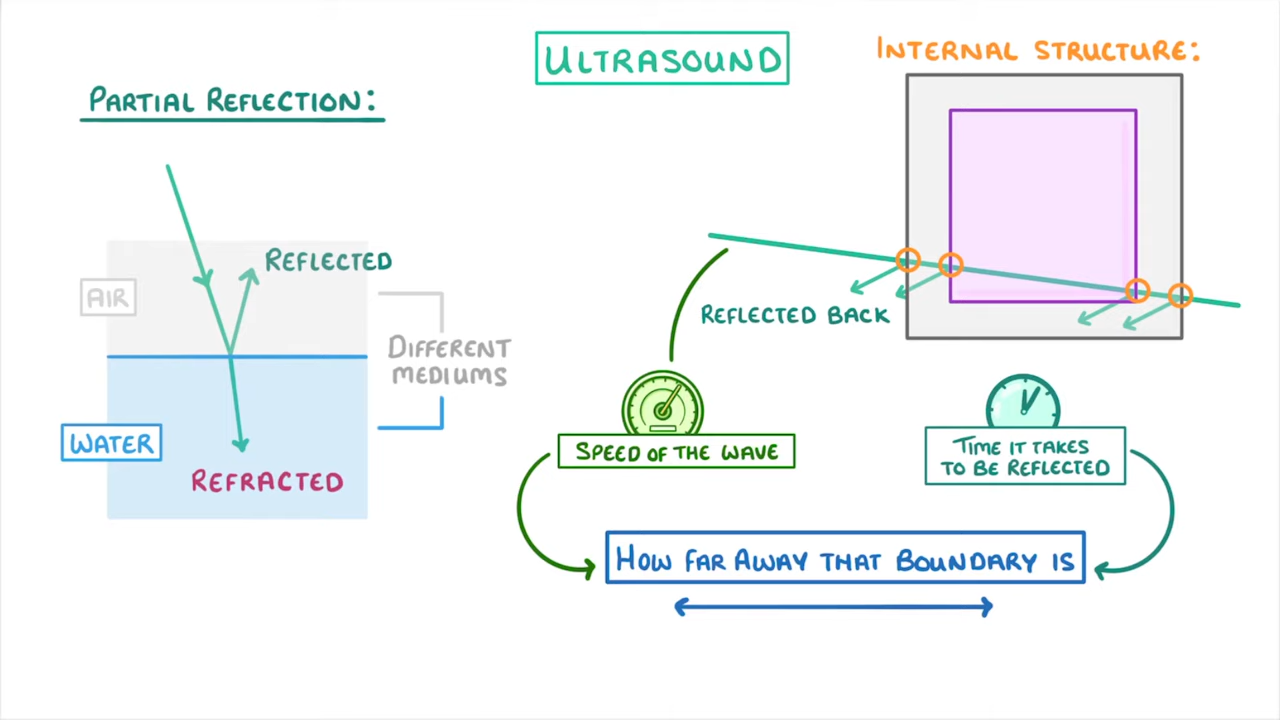 ULTRASOUND
PARTIAL REFLECTION:
REFLECTED
AIR
DIFFERENT
MEDIUMS
WATER
REFRACTED
INTERNAL STRUCTURE:
REFLECTED BACK
SPEED OF THE WAVE
TIME IT TAKES
TO BE REFLECTED
HOW FAR AWAY THAT BOUNDARY IS